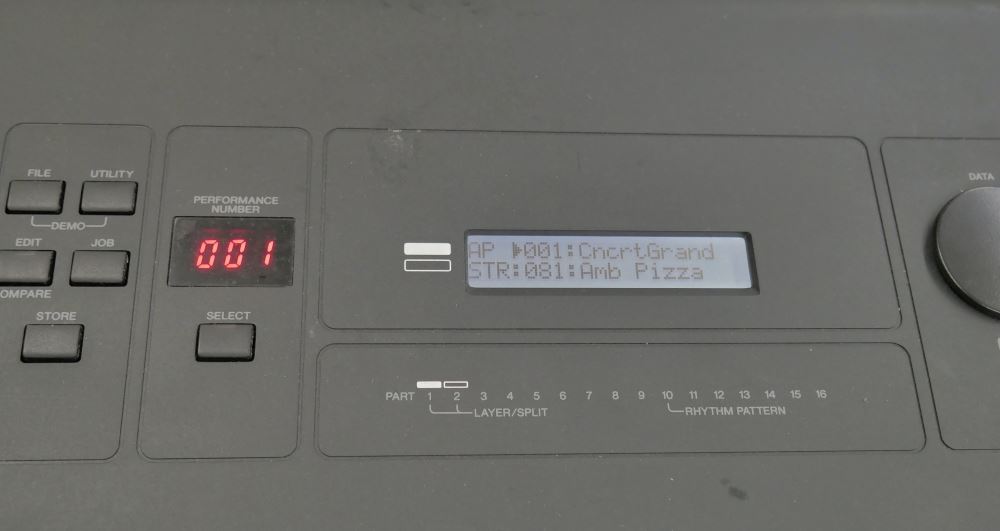 FILE
UTILITY
DEMO
EDIT
JOB
OMPARE
STORE
PERFORMANCE
NUMBER
001
SELECT
AP 001:CncrtGrand
STR:081:Amb Pizza
PART 1 2 3 4 5 6 7 8 9 10 11 12 13 14 15 16
LAYER/SPLIT
RHYTHM PATTERN
DATA